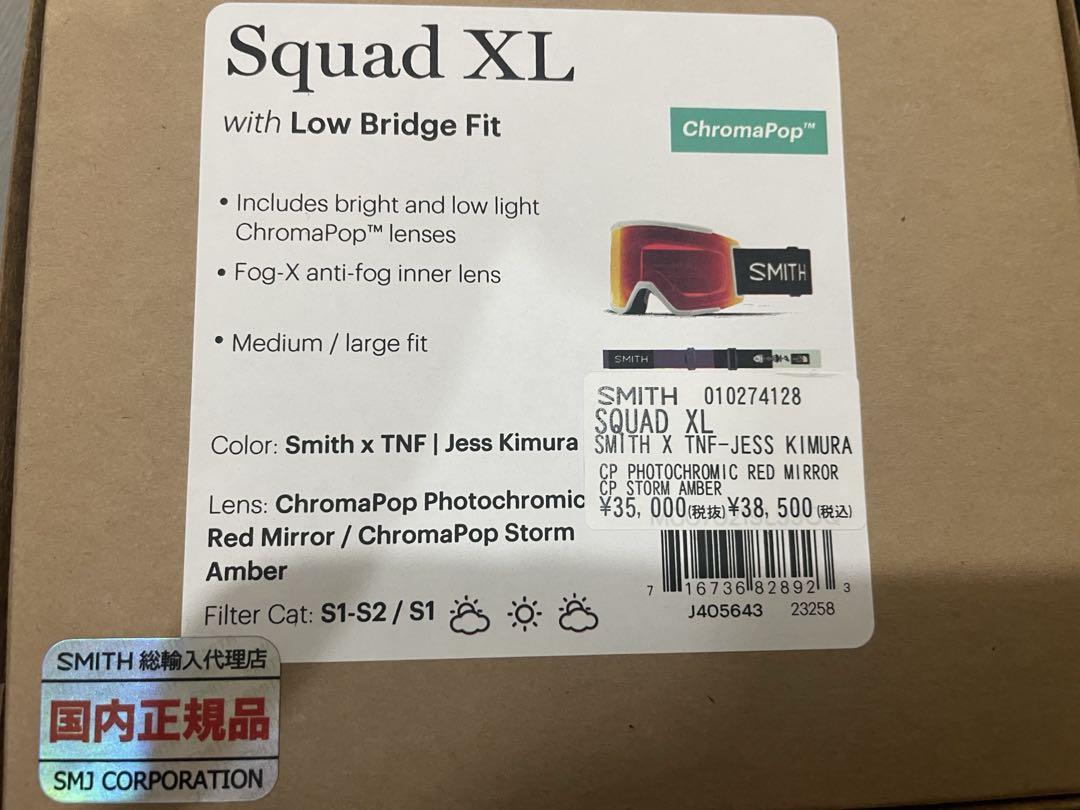 Squad XL
with Low Bridge Fit
ChromaPop™
• Includes bright and low light
ChromaPop™ lenses
• Fog-X anti-fog inner lens
• Medium / large fit
SMITH
SMITH
Color: Smith x TNF | Jess Kimura
Lens: ChromaPop Photochromic
Red Mirror / ChromaPop Storm
Amber
Filter Cat: S1-S2 / S1
SMITH 010274128
SQUAD XL
SMITH X TNF-JESS KIMURA
CP PHOTOCHROMIC RED MIRROR
CP STORM AMBER
¥35,000(税抜)¥38,500(税込)
7 16736 82892 3
J405643 23258
SMITH 総輸入代理店
国内正規品
SMJ CORPORATION